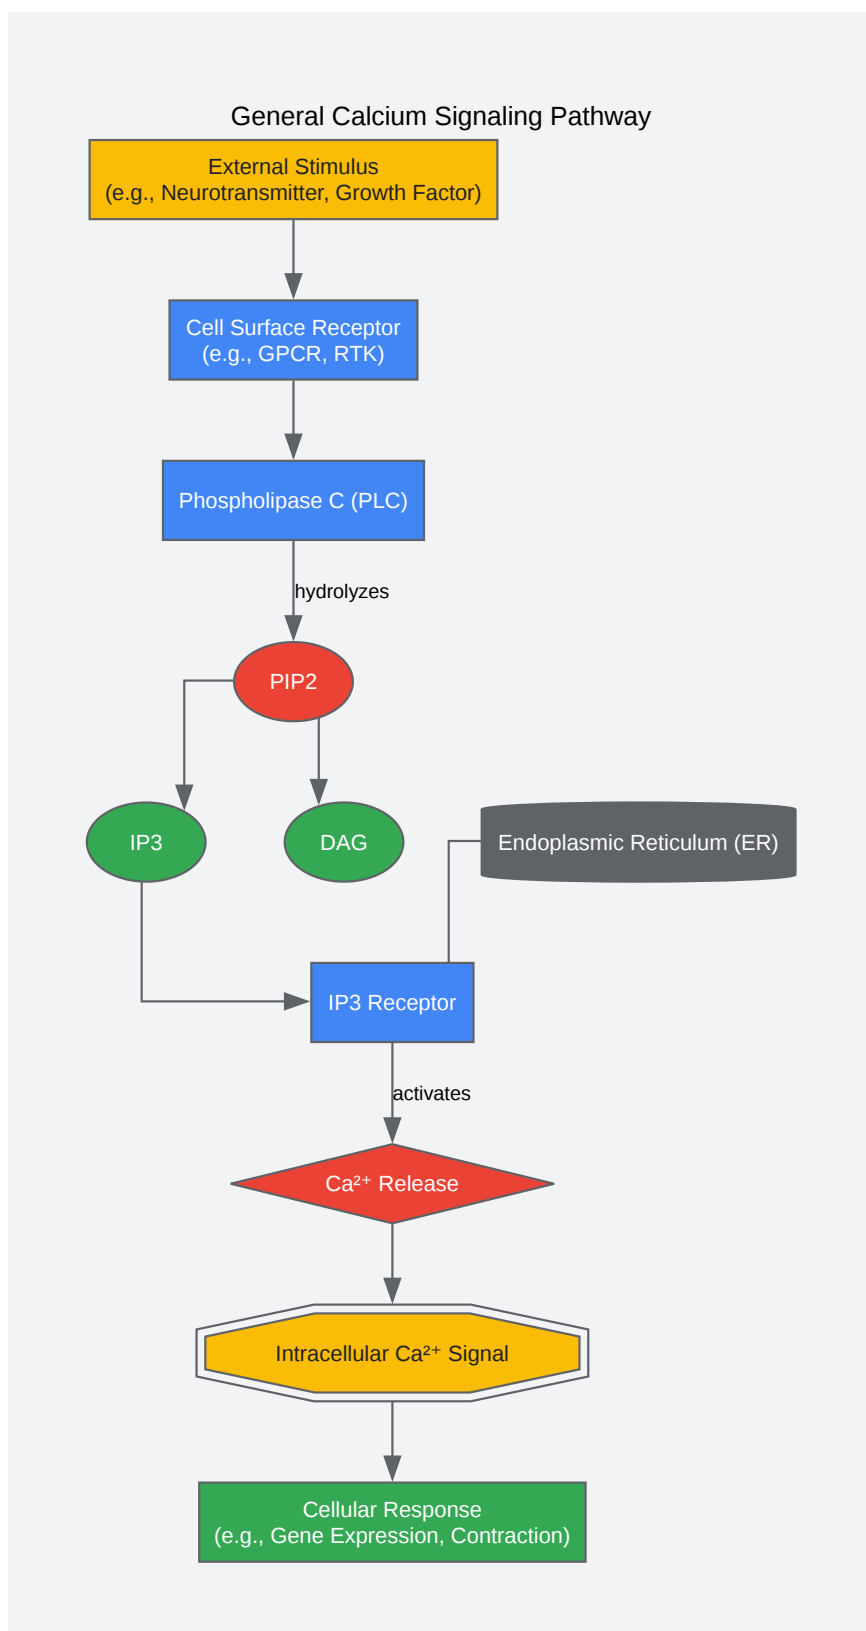 General Calcium Signaling Pathway
External Stimulus
(e.g., Neurotransmitter, Growth Factor)
Cell Surface Receptor
(e.g., GPCR, RTK)
Phospholipase C (PLC)
hydrolyzes
PIP2
IP3
DAG
Endoplasmic Reticulum (ER)
IP3 Receptor
activates
Ca²⁺ Release
Intracellular Ca²⁺ Signal
Cellular Response
(e.g., Gene Expression, Contraction)